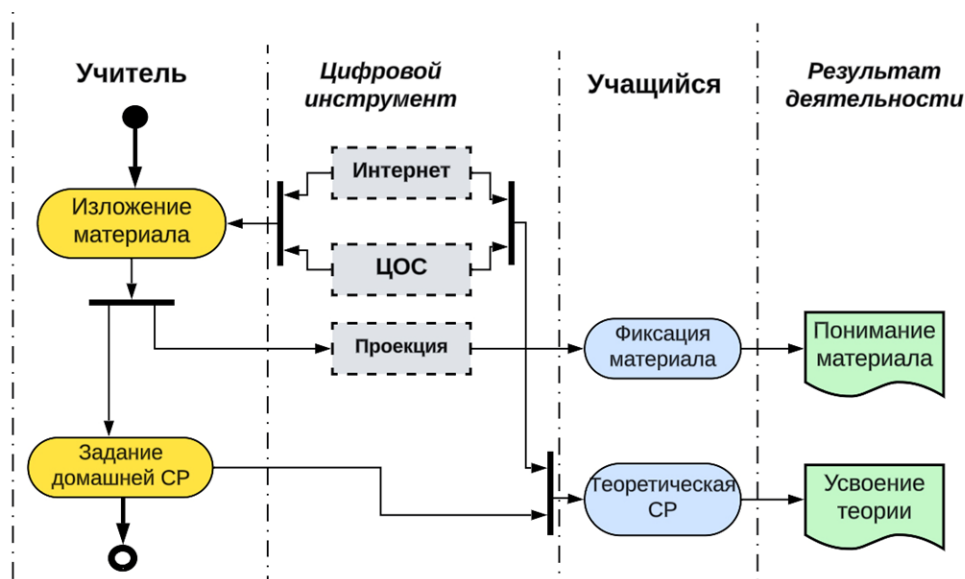 Учитель
Цифровой
инструмент
Учащийся
Результат
деятельности
Интернет
Изложение
материала
ЦОС
Проекция
Фиксация
материала
Понимание
материала
Задание
домашней СР
Теоретическая
СР
Усвоение
теории